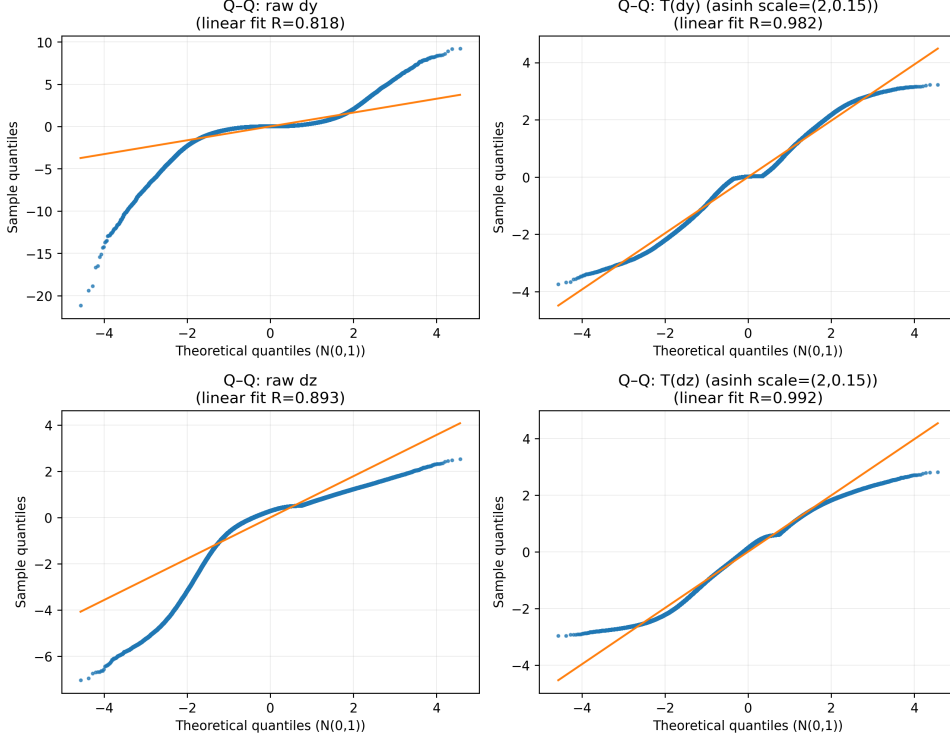 Q–Q: raw dy
(linear fit R=0.818)
10
5
0
−5
−10
−15
−20
Sample quantiles
−4
−2
0
2
4
Theoretical quantiles (N(0,1))
Q–Q: T(dy) (asinh scale=(2,0.15))
(linear fit R=0.982)
4
2
0
−2
−4
Sample quantiles
−4
−2
0
2
4
Theoretical quantiles (N(0,1))
Q–Q: raw dz
(linear fit R=0.893)
4
2
0
−2
−4
−6
Sample quantiles
−4
−2
0
2
4
Theoretical quantiles (N(0,1))
Q–Q: T(dz) (asinh scale=(2,0.15))
(linear fit R=0.992)
4
2
0
−2
−4
Sample quantiles
−4
−2
0
2
4
Theoretical quantiles (N(0,1))